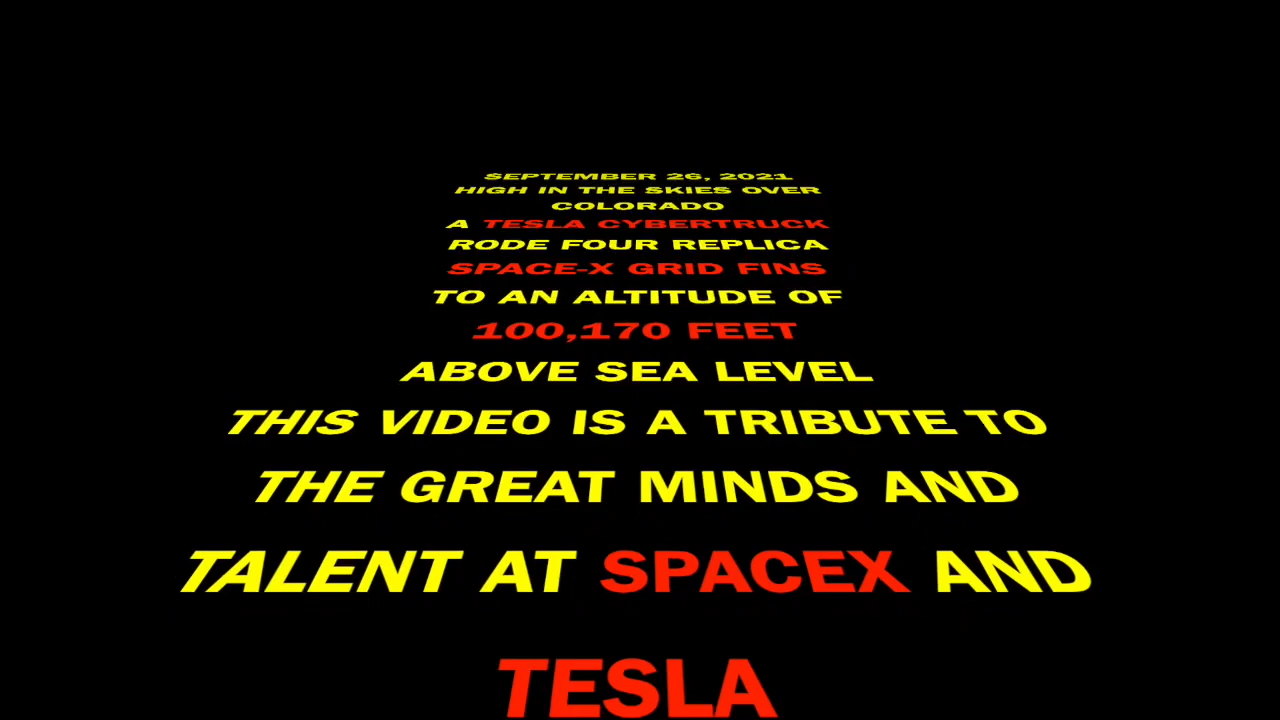 SEPTEMBER 26, 2021
HIGH IN THE SKIES OVER
COLORADO
A TESLA CYBERTRUCK
RODE FOUR REPLICA
SPACE-X GRID FINS
TO AN ALTITUDE OF
100,170 FEET
ABOVE SEA LEVEL
THIS VIDEO IS A TRIBUTE TO
THE GREAT MINDS AND
TALENT AT SPACEX AND
TESLA